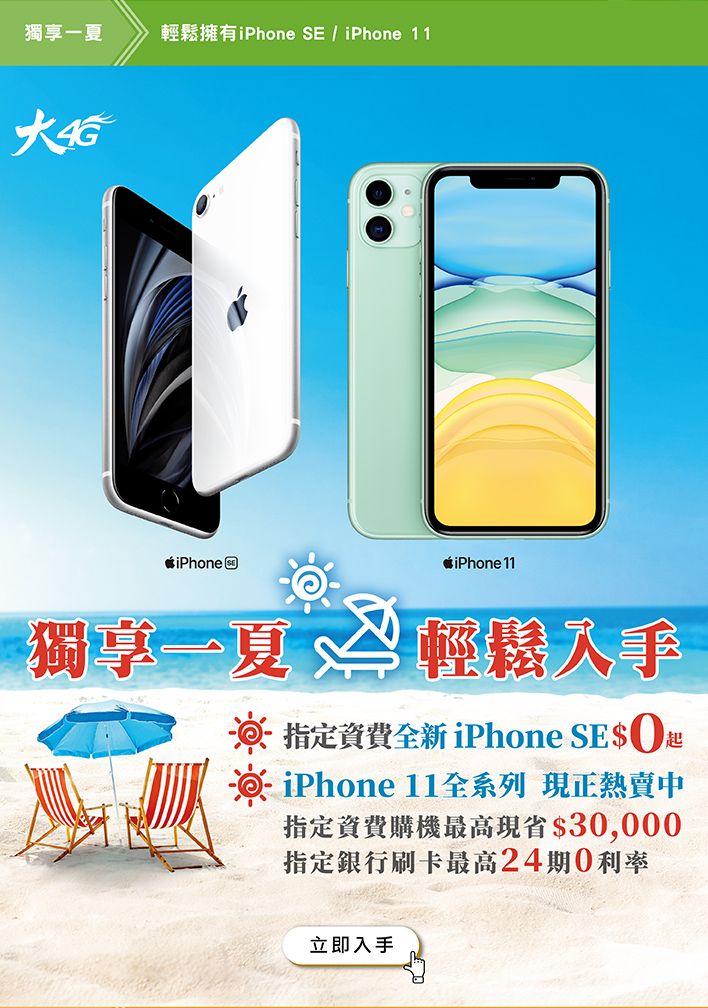 獨享一夏
輕鬆擁有iPhone SE / iPhone 11
大4G
iPhone SE
iPhone 11
獨享一夏 輕鬆入手
指定資費全新 iPhone SE $0起
iPhone 11全系列 現正熱賣中
指定資費購機最高現省$30,000
指定銀行刷卡最高24期0利率
立即入手